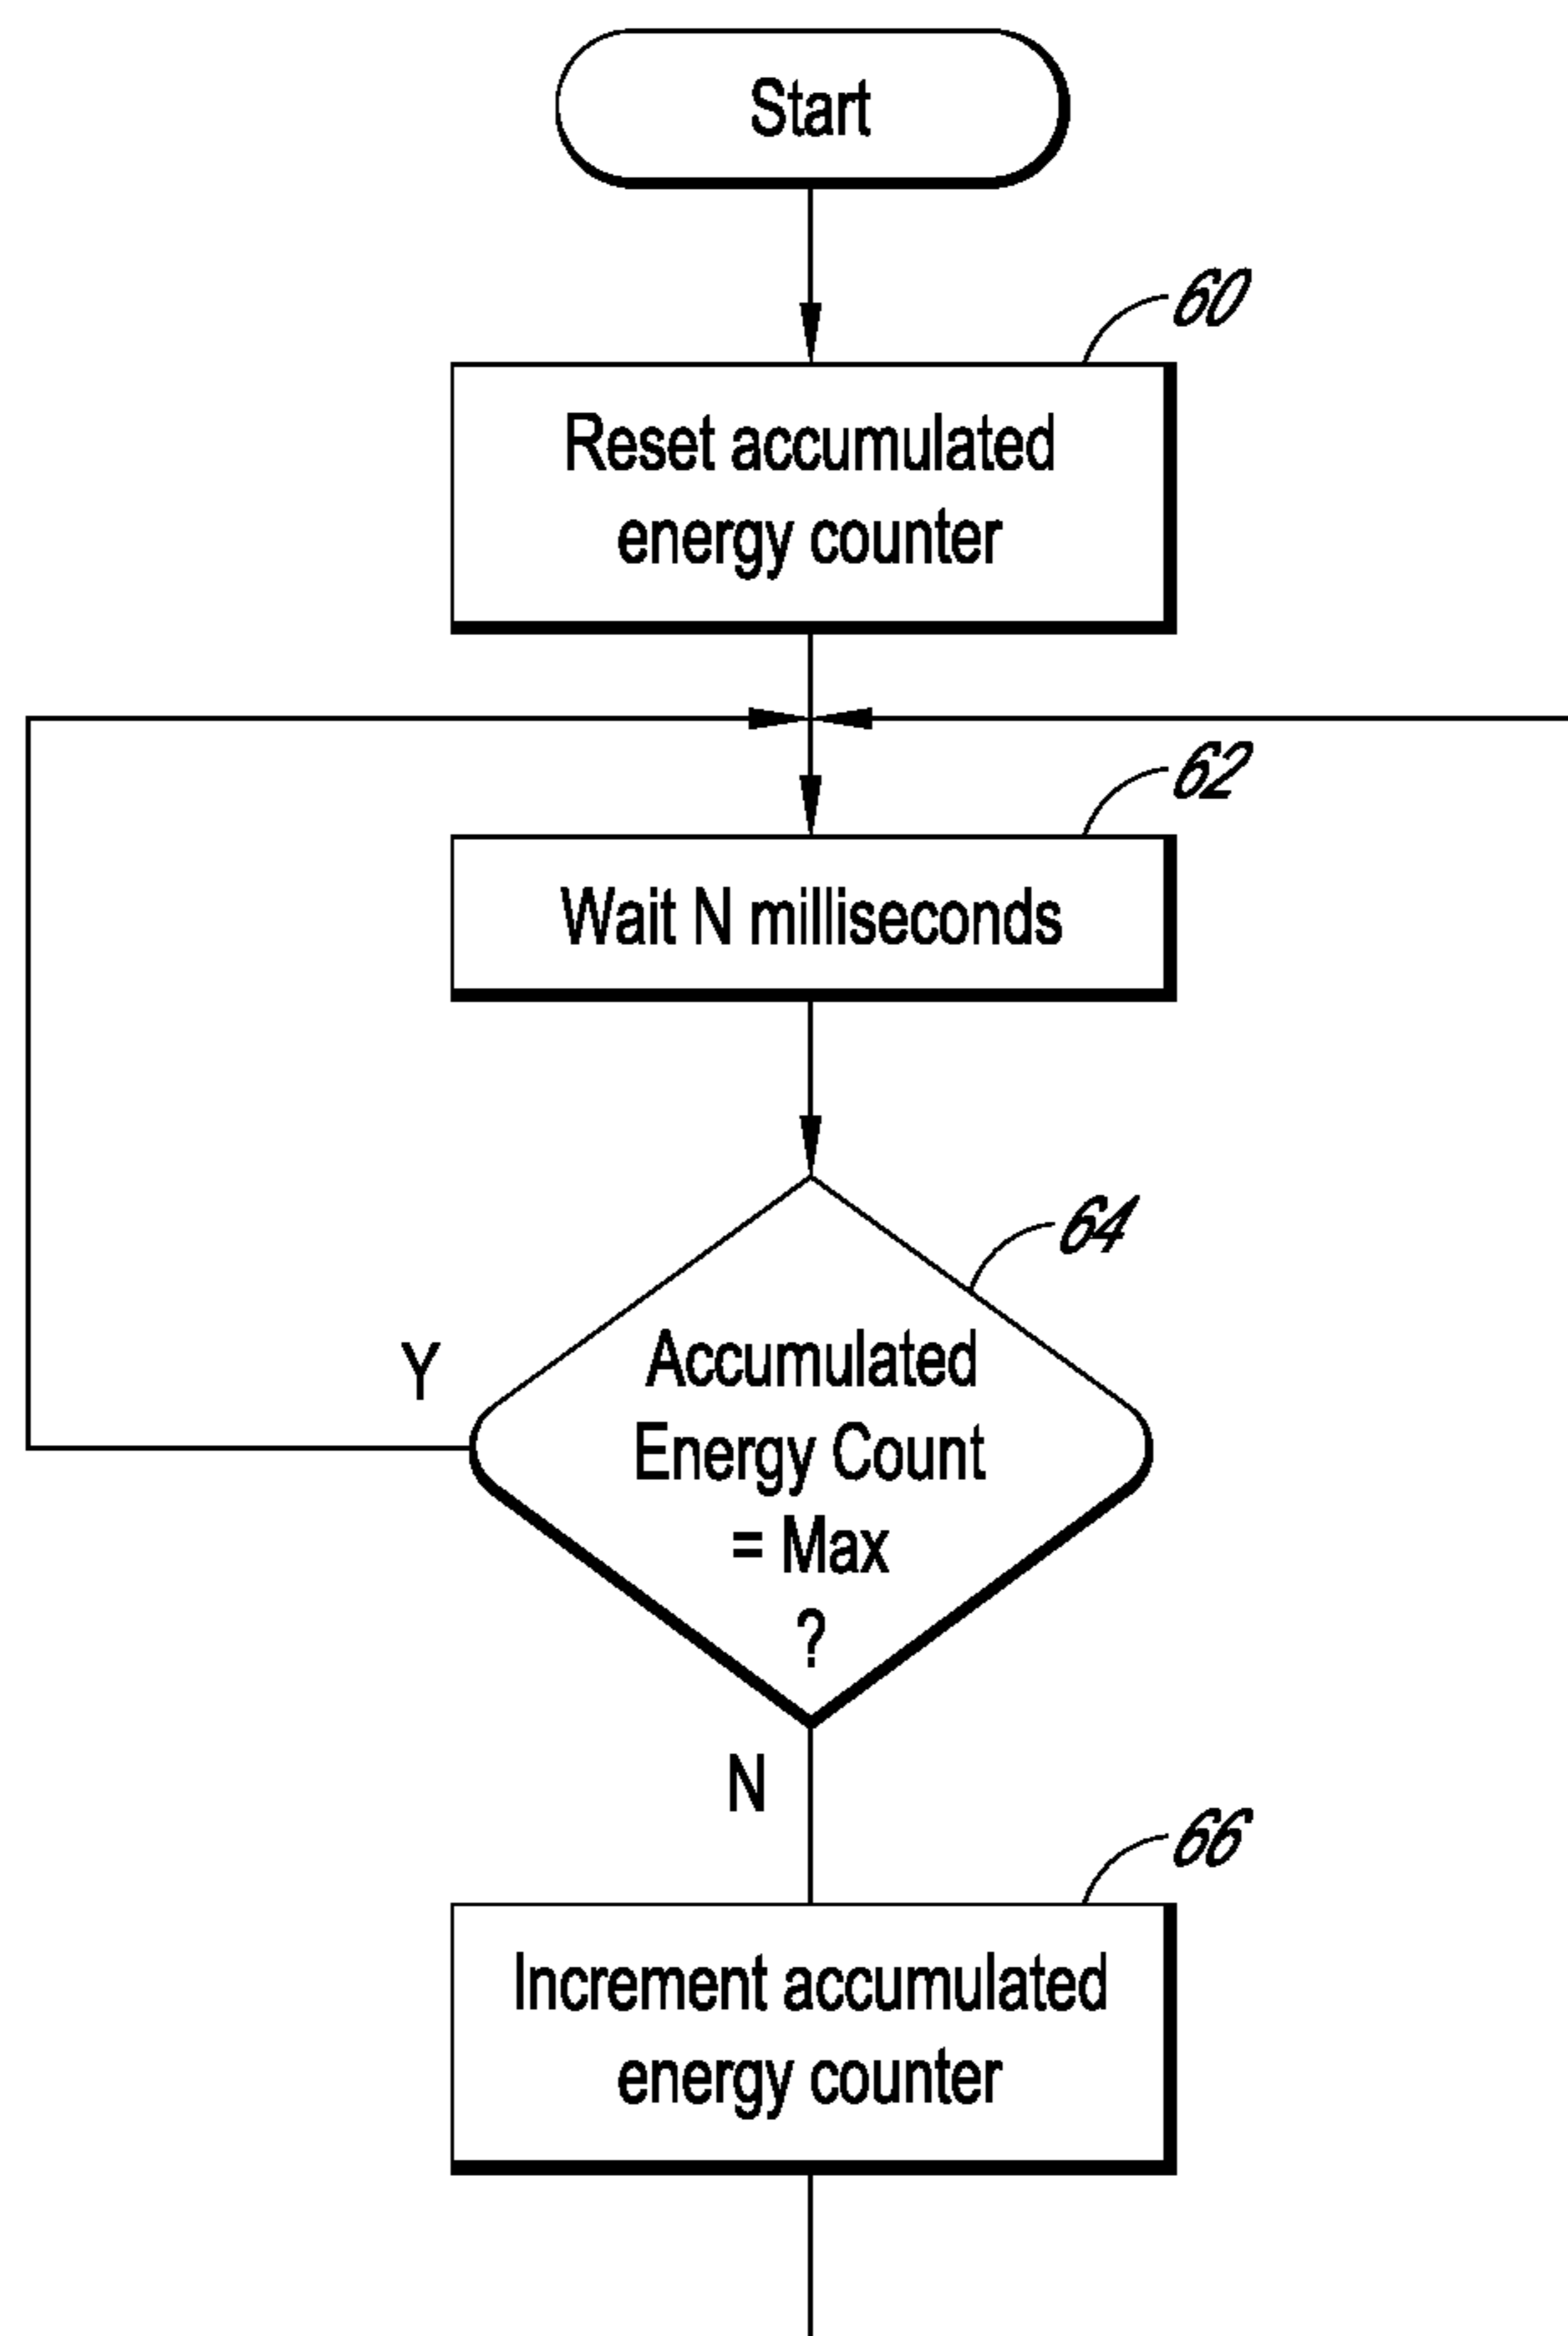 Start
60
Reset accumulated
energy counter
62
Wait N milliseconds
64
Y
Accumulated
Energy Count
= Max
?
N
66
Increment accumulated
energy counter